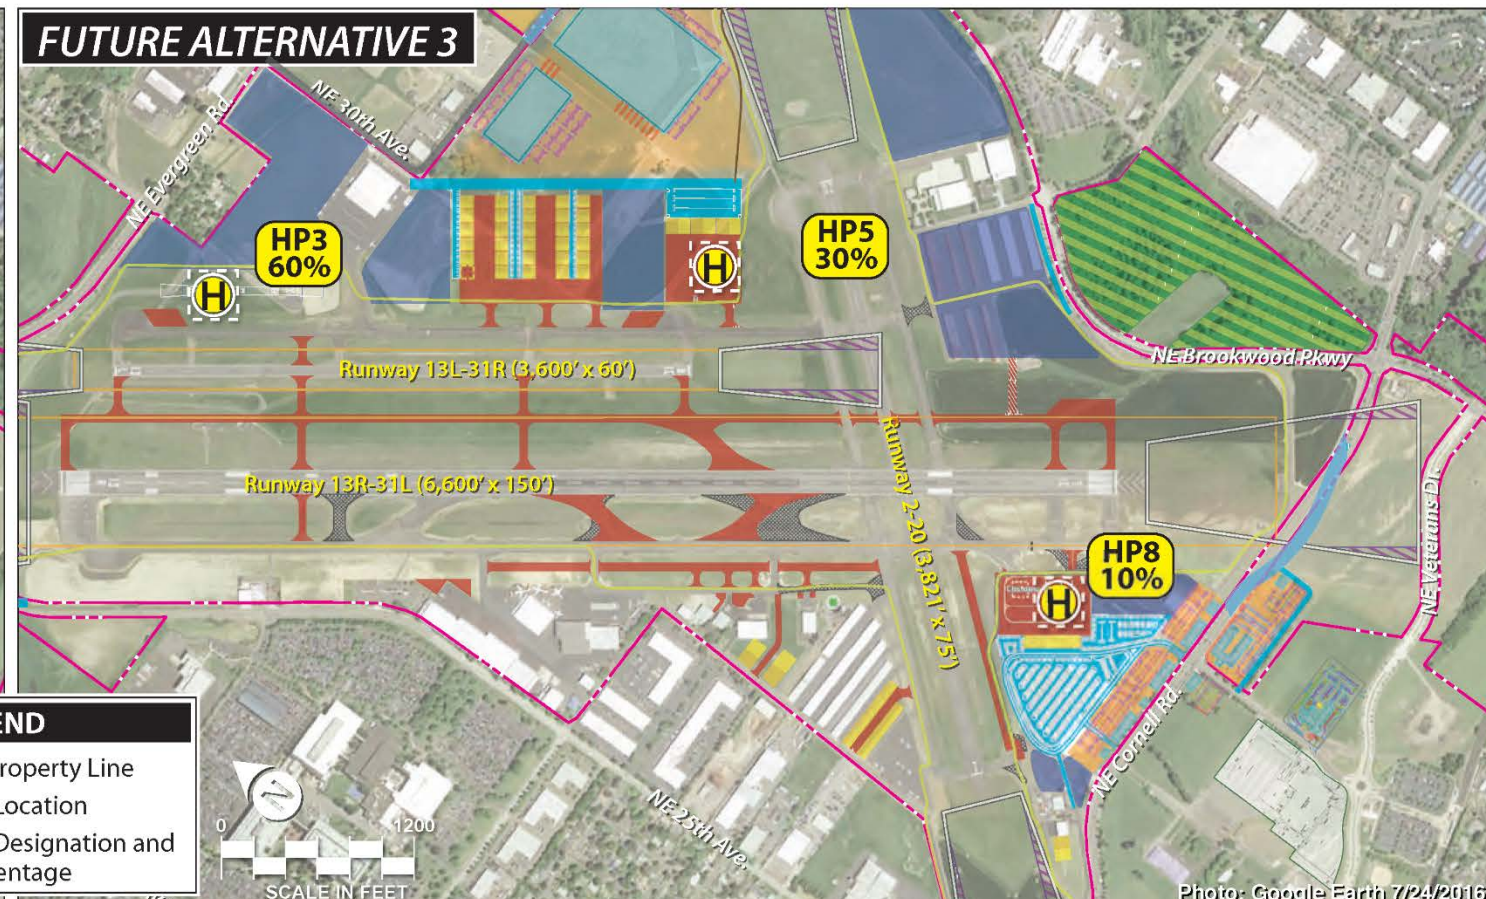 FUTURE ALTERNATIVE 3
NE Evergreen Rd.
NE 30th Ave.
HP3
60%
H
H
HP5
30%
NE Brookwood Pkwy
Runway 13L-31R (3,600' x 60')
Runway 13R-31L (6,600' x 150')
Runway 2-20 (3,821' x 75')
HP8
10%
H
NE Veterans Dr.
NE Cornell Rd.
NE 25th Ave.
END
roperty Line
Location
Designation and
entage
N
0 1200
SCALE IN FEET
Photo: Google Earth 7/24/2016